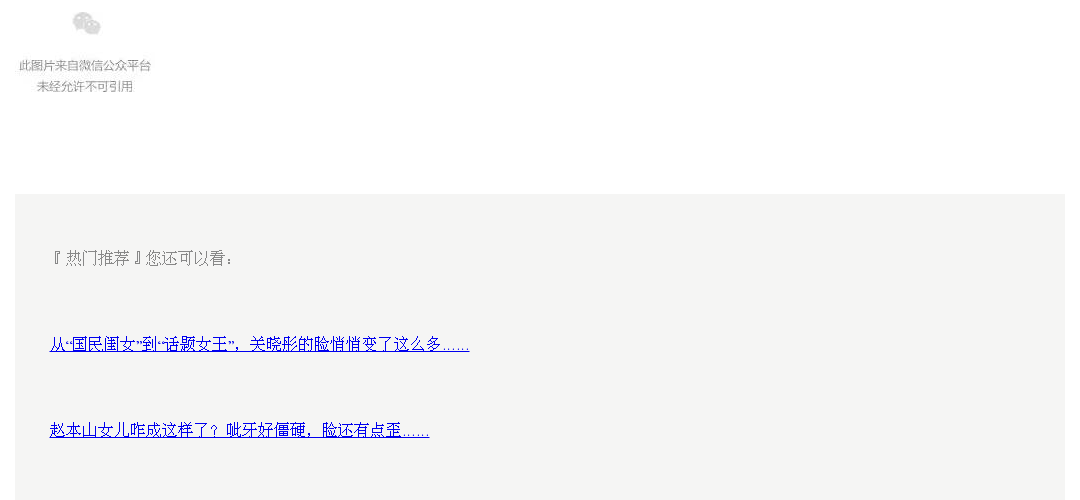 此图片来自微信公众平台
未经允许不可引用
『热门推荐』您还可以看：
从“国民闺女”到“话题女王”，关晓彤的脸悄悄变了这么多……
赵本山女儿咋成这样了？呲牙好僵硬，脸还有点歪……